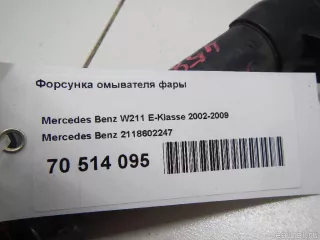 Форсунка омывателя фары
Mercedes Benz W211 E-Klasse 2002-2009
Mercedes Benz 2118602247
70 514 095